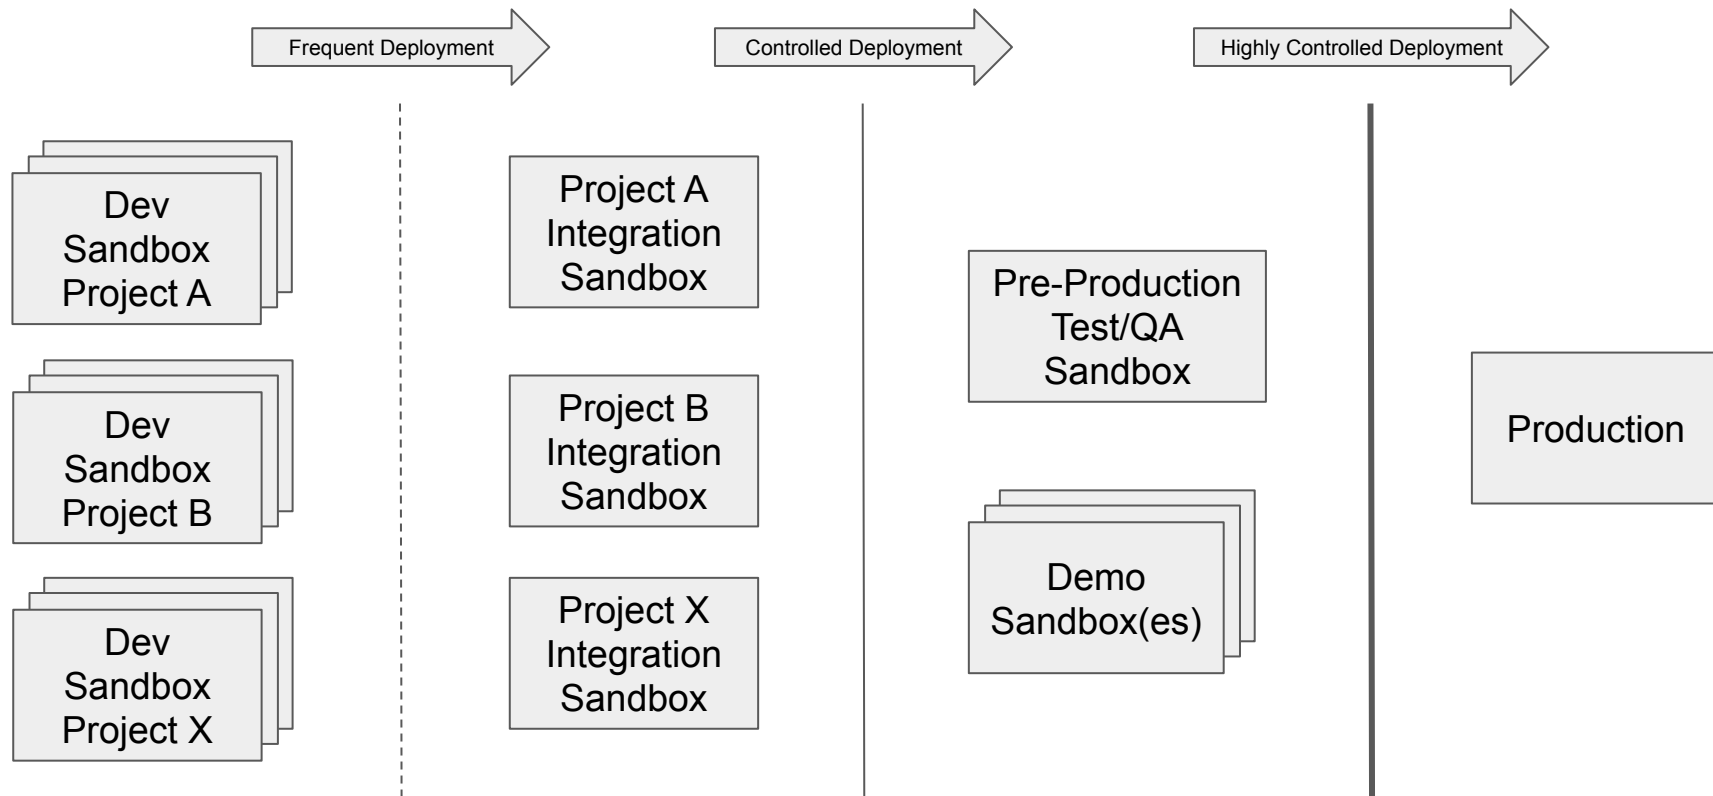 Frequent Deployment
Controlled Deployment
Highly Controlled Deployment
Dev
Sandbox
Project A
Project A
Integration
Sandbox
Pre-Production
Test/QA
Sandbox
Production
Dev
Sandbox
Project B
Project B
Integration
Sandbox
Demo
Sandbox(es)
Dev
Sandbox
Project X
Project X
Integration
Sandbox